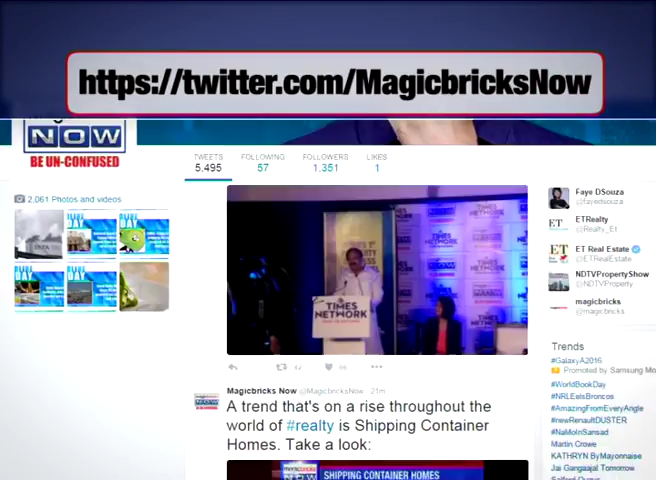 https://twitter.com/MagicbricksNow
NOW
BE UN-CONFUSED
TWEETS
5,495
FOLLOWING
57
FOLLOWERS
1,351
LIKES
1
2,061 Photos and videos
TIMES
NETWORK
Faye DSouza
@fayedsouza
ETRealty
@Realty_Et
ET Real Estate
@ETRealEstate
NDTVPropertyShow
@NDTVProperty
magicbricks
@magicbricks
Trends
#GalaxyA2016
Promoted by Samsung Mo
#WorldBookDay
#NRLEelsBroncos
#AmazingFromEveryAngle
#newRenaultDUSTER
#NaMoInSansad
Martin Crowe
KATHRYN ByMayonnaise
Jai Gangaajal Tomorrow
Magicbricks Now @MagicbricksNow 21m
A trend that's on a rise throughout the
world of #realty is Shipping Container
Homes. Take a look:
NOW
SHIPPING CONTAINER HOMES